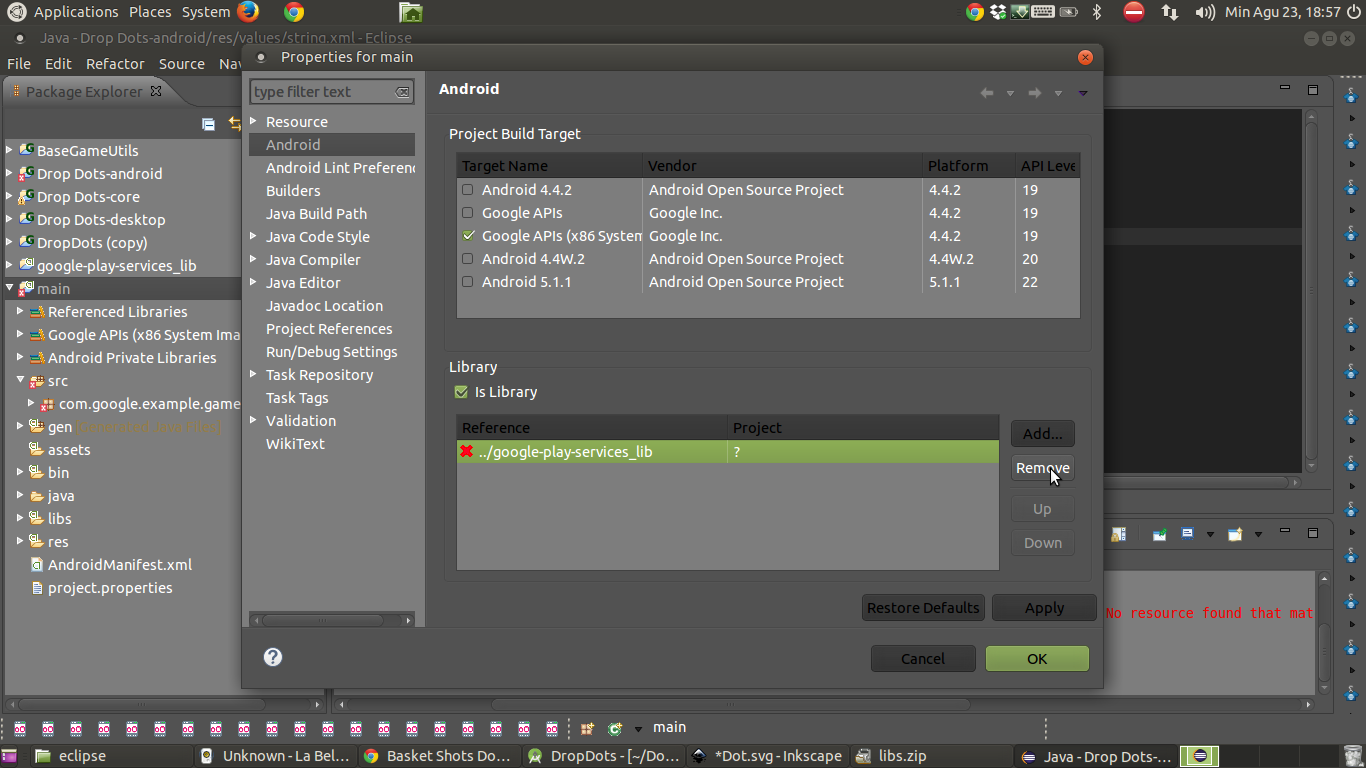 Applications Places System Min Agu 23, 18:57
Java - Drop Dots-android/res/values/string.xml - Eclipse
Properties for main
File Edit Refactor Source
Package Explorer
type filter text
Resource
Android
Android Lint Preferenc
Builders
Java Build Path
Java Code Style
Java Compiler
Java Editor
Javadoc Location
Project References
Run/Debug Settings
Task Repository
Task Tags
Validation
WikiText
BaseGameUtils
Drop Dots-android
Drop Dots-core
Drop Dots-desktop
DropDots (copy)
google-play-services_lib
main
Referenced Libraries
Google APIs (x86 System Ima
Android Private Libraries
src
com.google.example.game
gen [Generated Java Files]
assets
bin
java
libs
res
AndroidManifest.xml
project.properties
Android
Project Build Target
Target Name Vendor Platform API Leve
Android 4.4.2 Android Open Source Project 4.4.2 19
Google APIs Google Inc. 4.4.2 19
Google APIs (x86 System Google Inc. 4.4.2 19
Android 4.4W.2 Android Open Source Project 4.4W.2 20
Android 5.1.1 Android Open Source Project 5.1.1 22
Library
Is Library
Reference Project
../google-play-services_lib ?
Add...
Remove
Up
Down
Restore Defaults Apply
Cancel OK
No resource found that mat
main
eclipse Unknown - La Bel... Basket Shots Do... DropDots - [~/Do... *Dot.svg - Inkscape libs.zip Java - Drop Dots-...